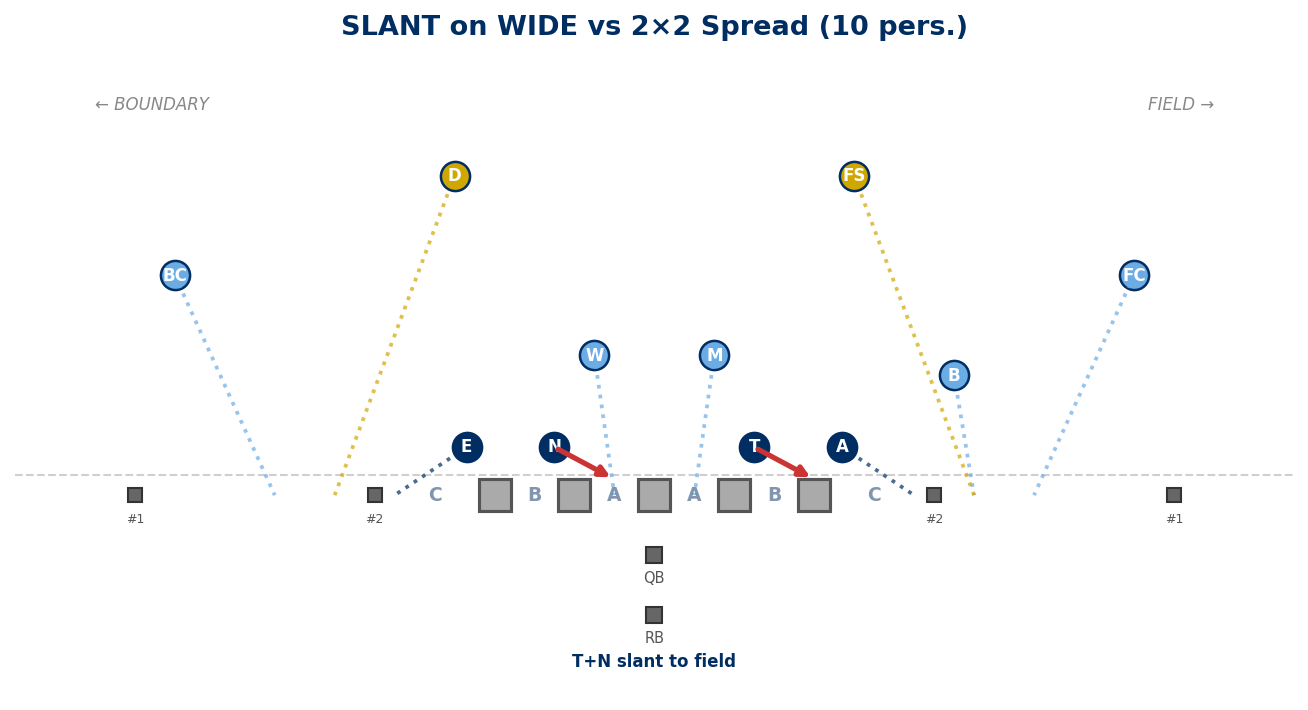 SLANT on WIDE vs 2×2 Spread (10 pers.)
← BOUNDARY
FIELD →
D
FS
BC
FC
W
M
B
E
N
T
A
C
B
A
A
B
C
#1
#2
#2
#1
QB
RB
T+N slant to field